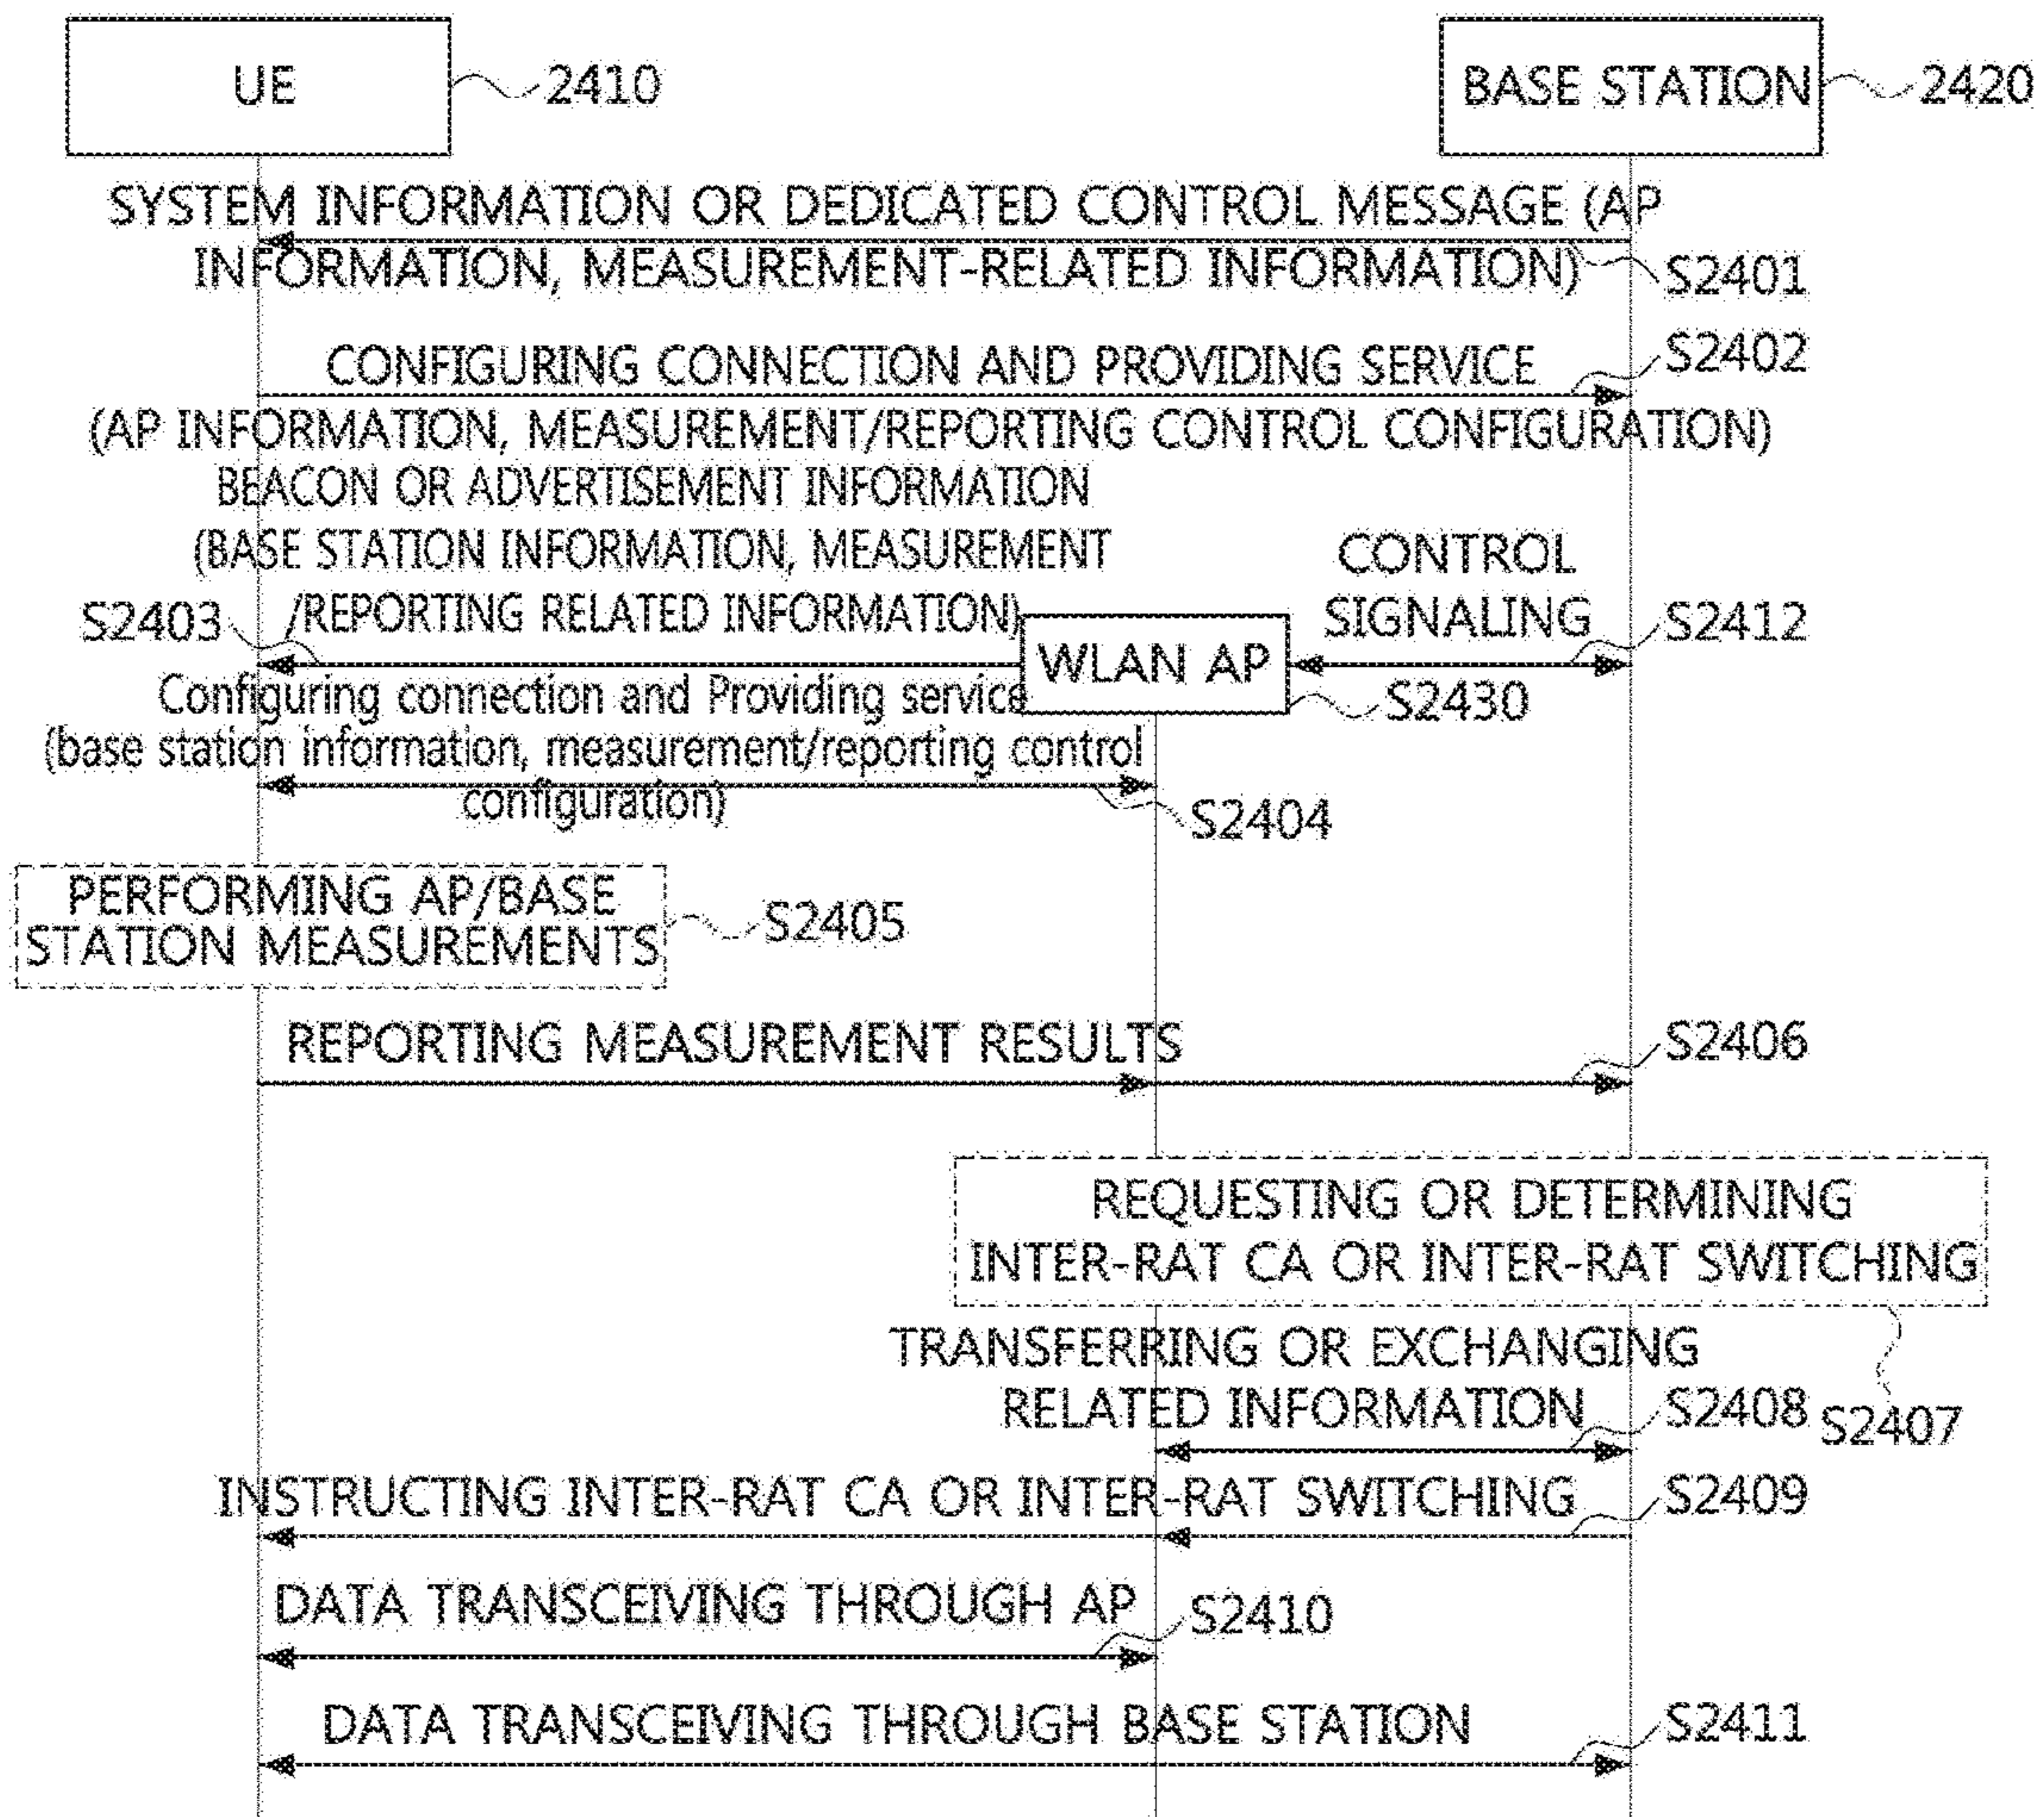 UE
2410
BASE STATION
2420
SYSTEM INFORMATION OR DEDICATED CONTROL MESSAGE (AP
INFORMATION, MEASUREMENT-RELATED INFORMATION)
S2401
CONFIGURING CONNECTION AND PROVIDING SERVICE
S2402
(AP INFORMATION, MEASUREMENT/REPORTING CONTROL CONFIGURATION)
BEACON OR ADVERTISEMENT INFORMATION
(BASE STATION INFORMATION, MEASUREMENT
/REPORTING RELATED INFORMATION)
S2403
CONTROL
SIGNALING
S2412
WLAN AP
S2430
Configuring connection and Providing service
(base station information, measurement/reporting control
configuration)
S2404
PERFORMING AP/BASE
STATION MEASUREMENTS
S2405
REPORTING MEASUREMENT RESULTS
S2406
REQUESTING OR DETERMINING
INTER-RAT CA OR INTER-RAT SWITCHING
S2407
TRANSFERRING OR EXCHANGING
RELATED INFORMATION
S2408
INSTRUCTING INTER-RAT CA OR INTER-RAT SWITCHING
S2409
DATA TRANSCEIVING THROUGH AP
S2410
DATA TRANSCEIVING THROUGH BASE STATION
S2411